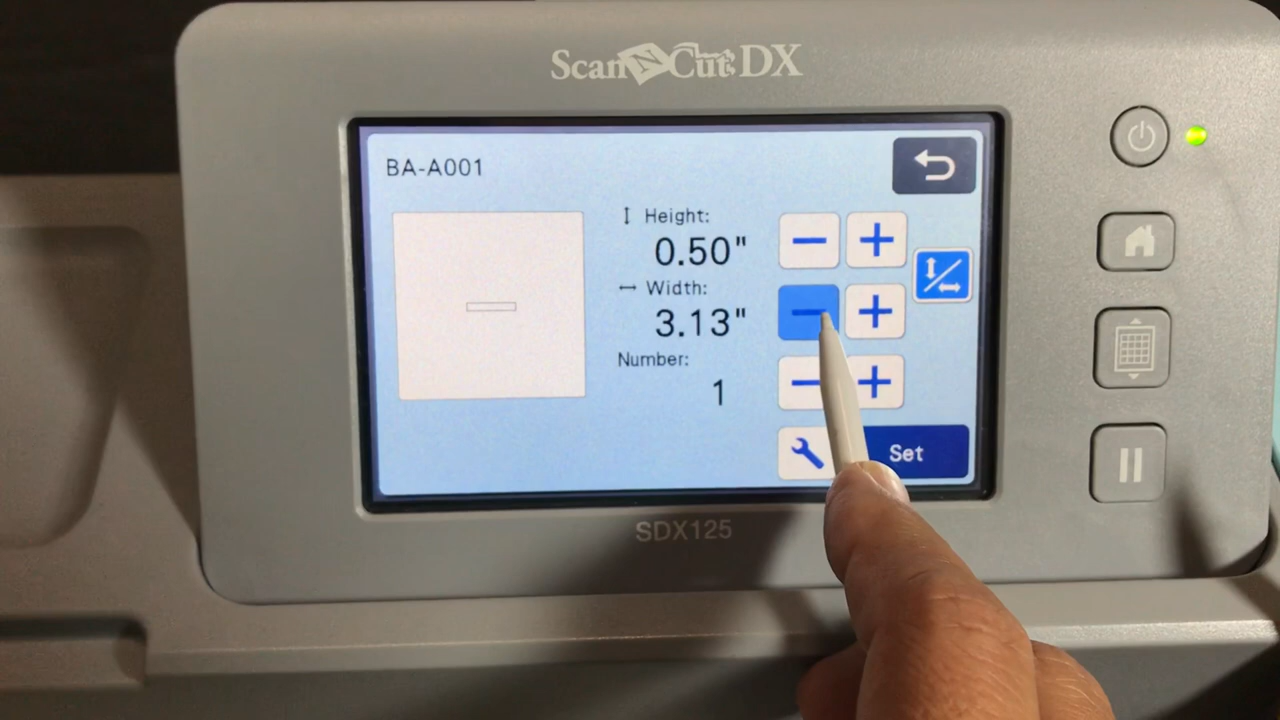 ScanNCut DX
BA-A001
Height:
0.50"
Width:
3.13"
Number:
1
Set
SDX125